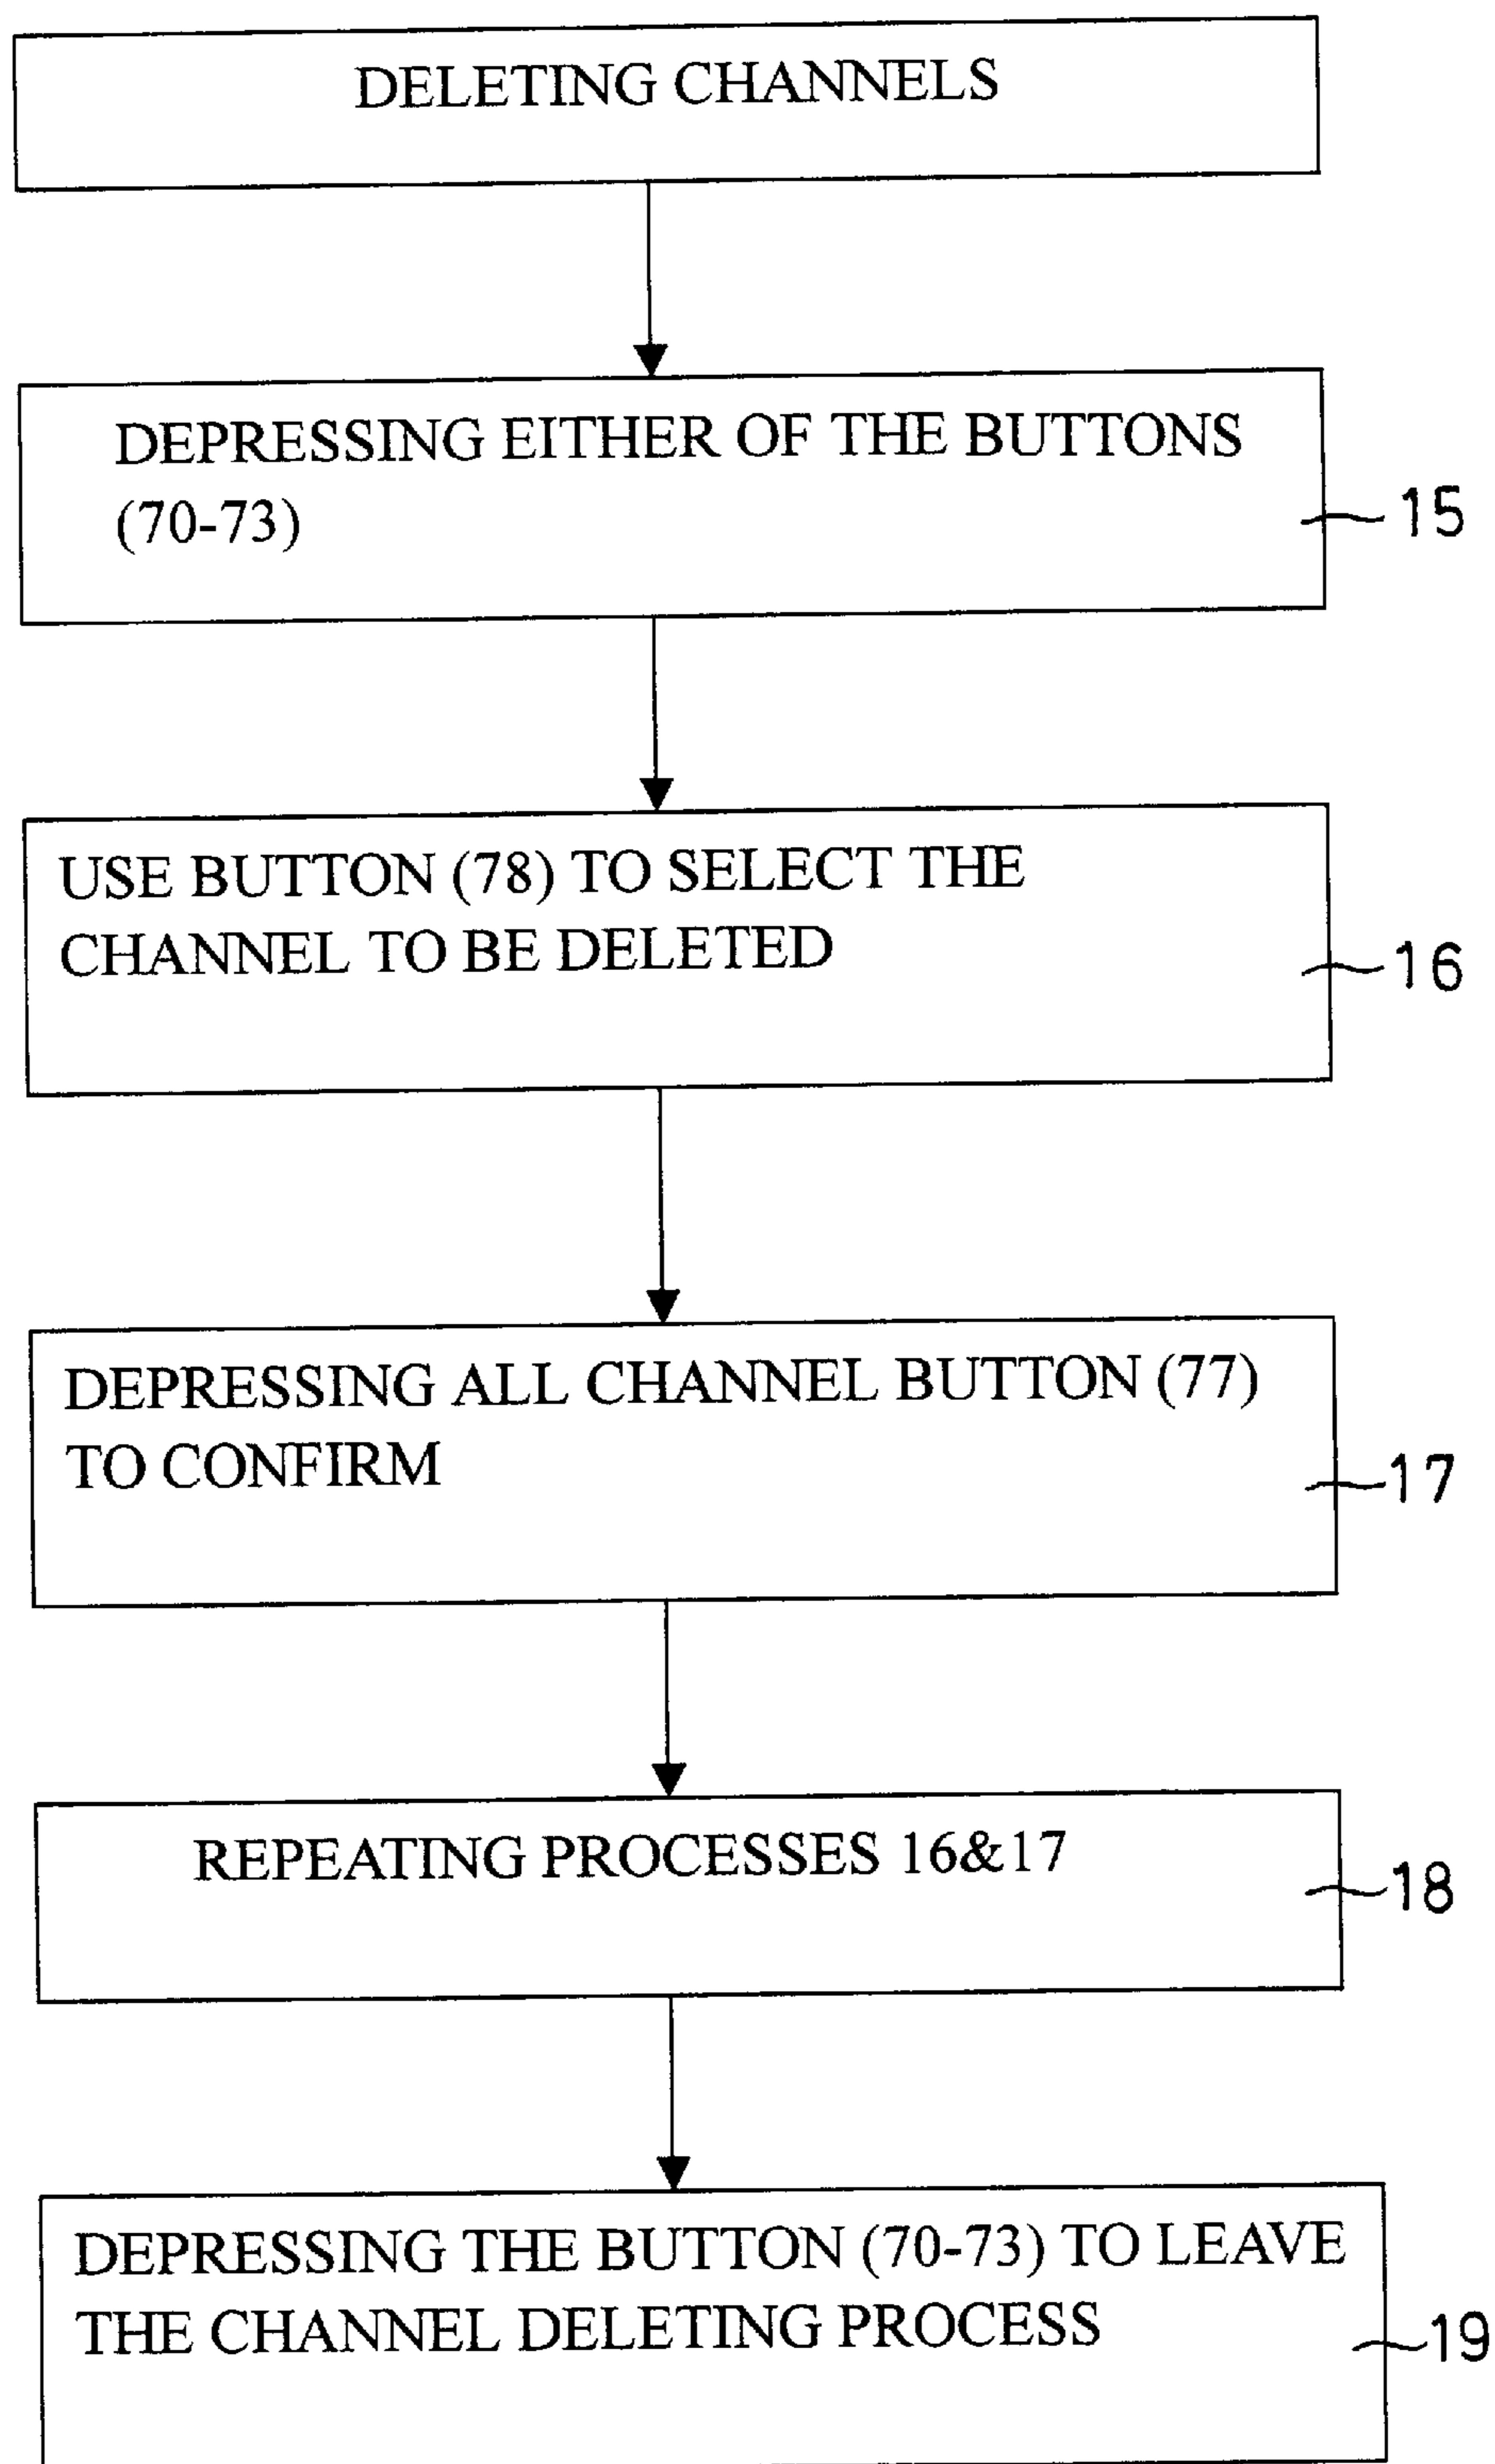 DELETING CHANNELS
DEPRESSING EITHER OF THE BUTTONS
(70-73)
15
USE BUTTON (78) TO SELECT THE
CHANNEL TO BE DELETED
16
DEPRESSING ALL CHANNEL BUTTON (77)
TO CONFIRM
17
REPEATING PROCESSES 16&17
18
DEPRESSING THE BUTTON (70-73) TO LEAVE
THE CHANNEL DELETING PROCESS
19